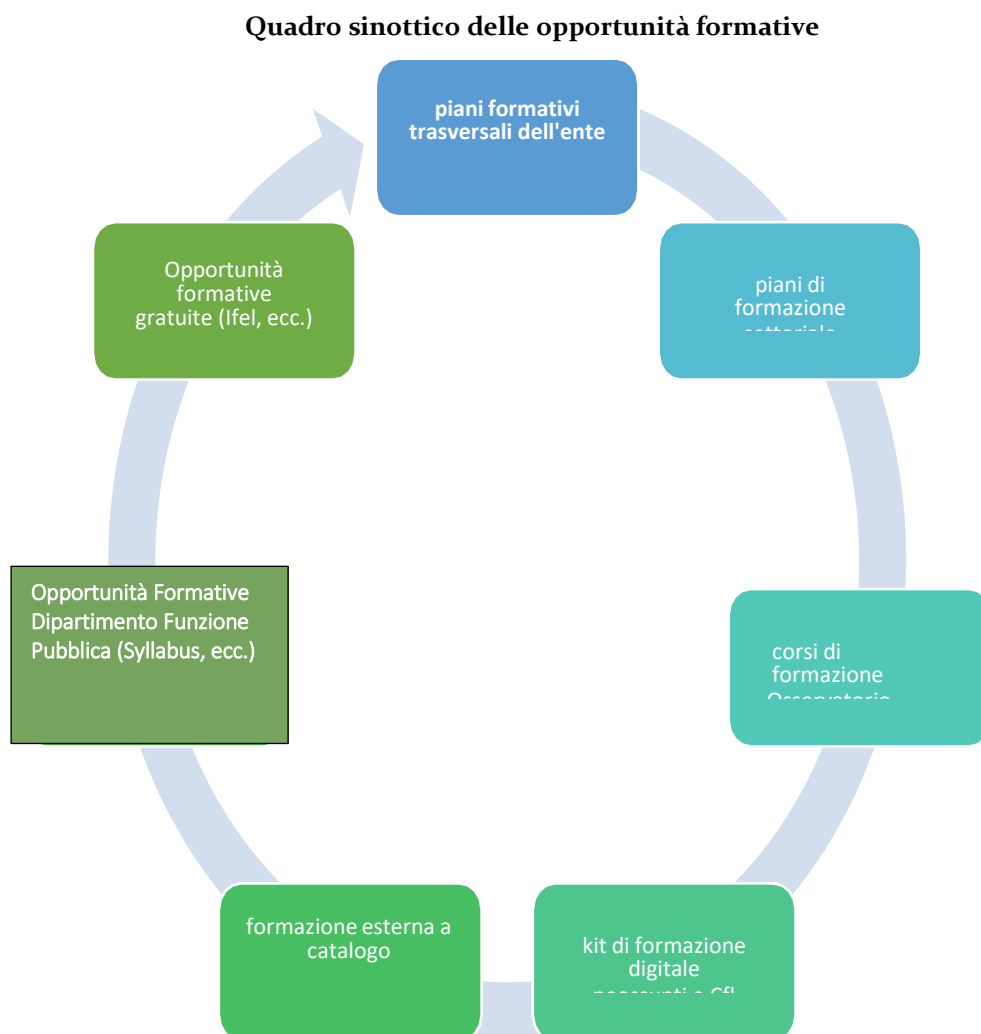 Quadro sinottico delle opportunità formative
piani formativi
trasversali dell'ente
piani di
formazione
corsi di
formazione
kit di formazione
digitale
formazione esterna a
catalogo
Opportunità Formative
Dipartimento Funzione
Pubblica (Syllabus, ecc.)
Opportunità
formative
gratuite (Ifel, ecc.)